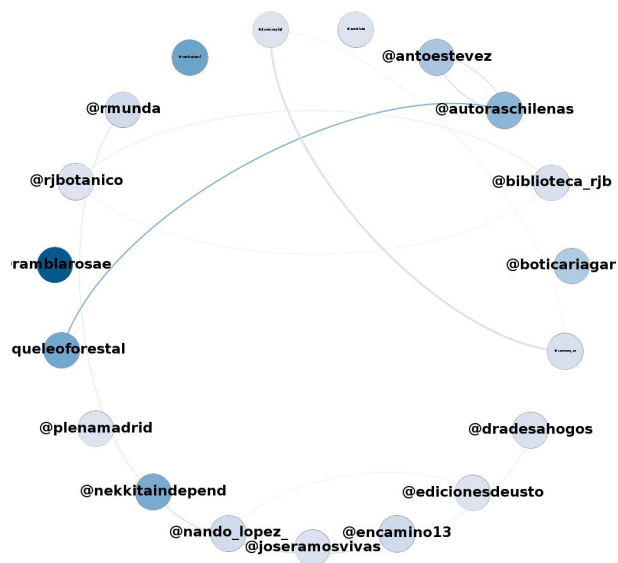 @antoestevez
@rmunda
@autoraschilenas
@rjbotanico
@biblioteca_rjb
ramblarosae
@boticariagar
queleoforestal
@plenamadrid
@dradesahogos
@nekkitaindepend
@edicionesdeusto
@nando_lopez_
@encamino13
@joseramosvivas